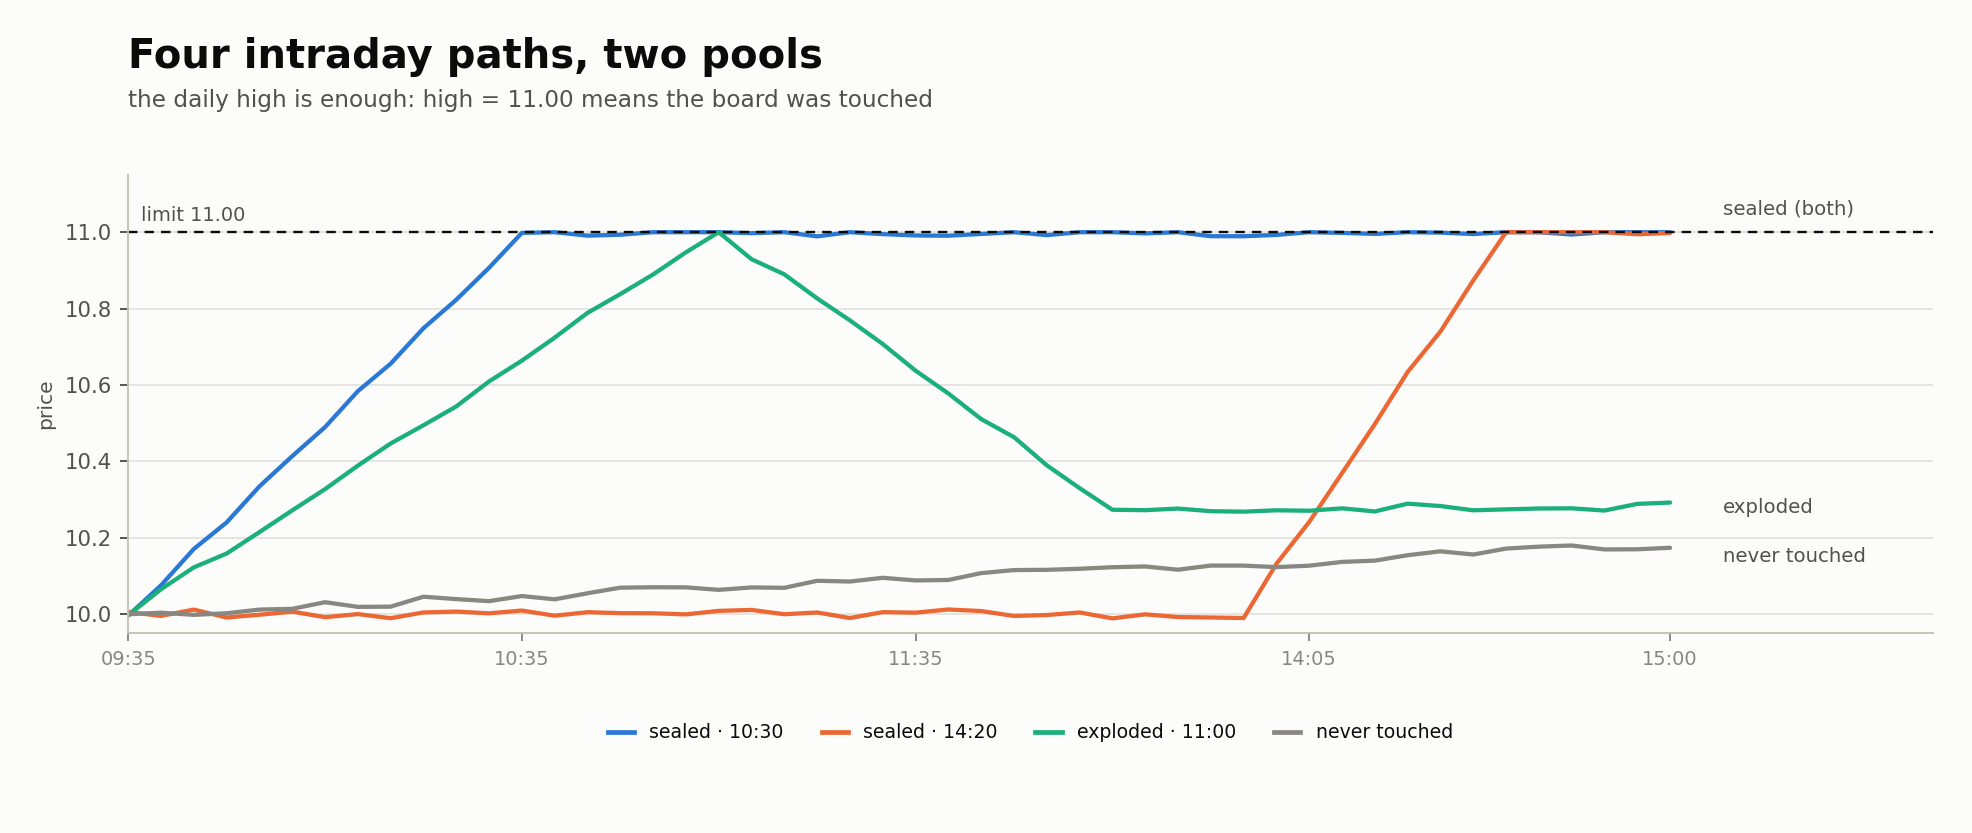 Four intraday paths, two pools
the daily high is enough: high = 11.00 means the board was touched
limit 11.00
sealed (both)
11.0
10.8
10.6
10.4
10.2
10.0
price
exploded
never touched
09:35
10:35
11:35
14:05
15:00
sealed · 10:30
sealed · 14:20
exploded · 11:00
never touched